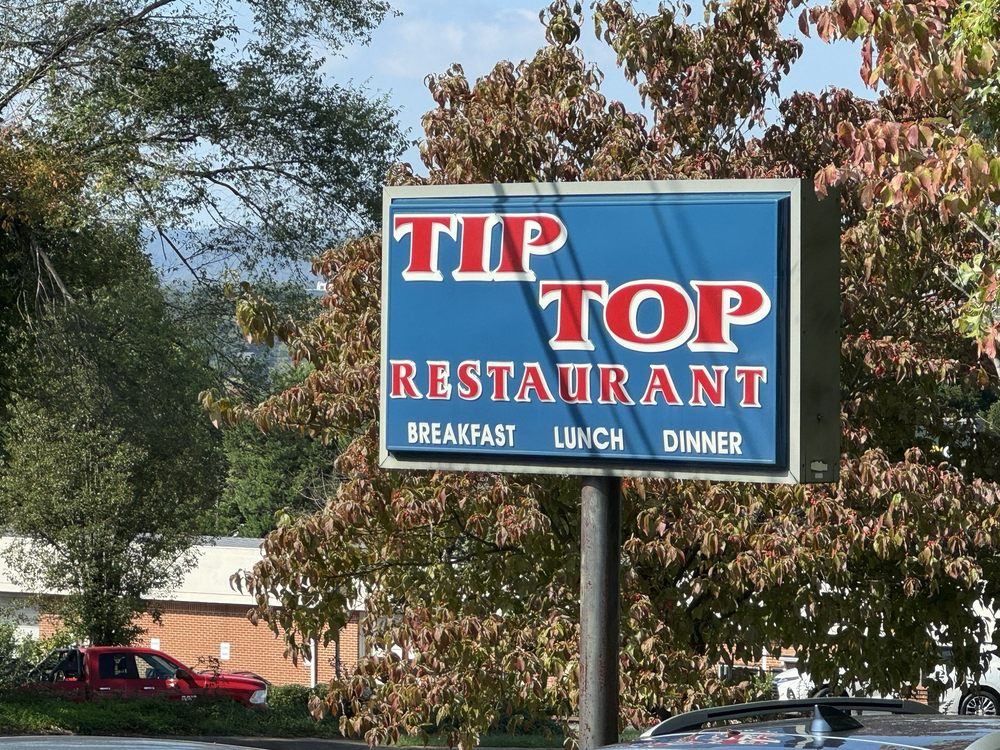 TIP
TOP
RESTAURANT
BREAKFAST LUNCH DINNER